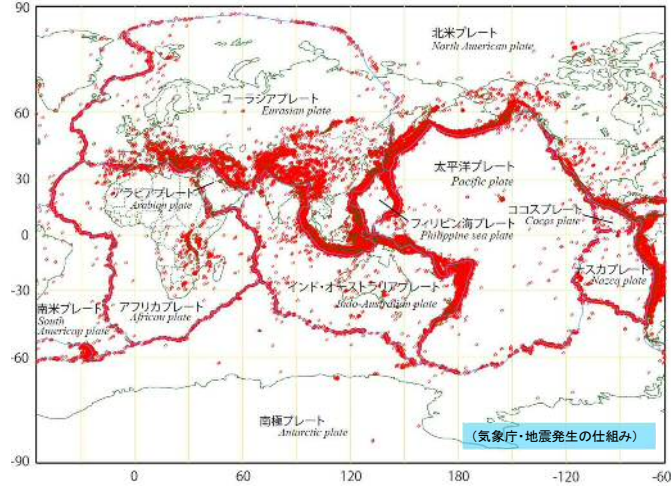 90
60
30
0
-30
-60
-90
北米プレート
North American plate
ユーラシアプレート
Eurasian plate
太平洋プレート
Pacific plate
アラビアプレート
Arabian plate
フィリピン海プレート
Philippine sea plate
ココスプレート
Cocos plate
インド・オーストラリアプレート
Indo-Australian plate
ナスカプレート
Nazca plate
南米プレート
South
American plate
アフリカプレート
African plate
南極プレート
Antarctic plate
（気象庁・地震発生の仕組み）
0
60
120
180
-120
-60